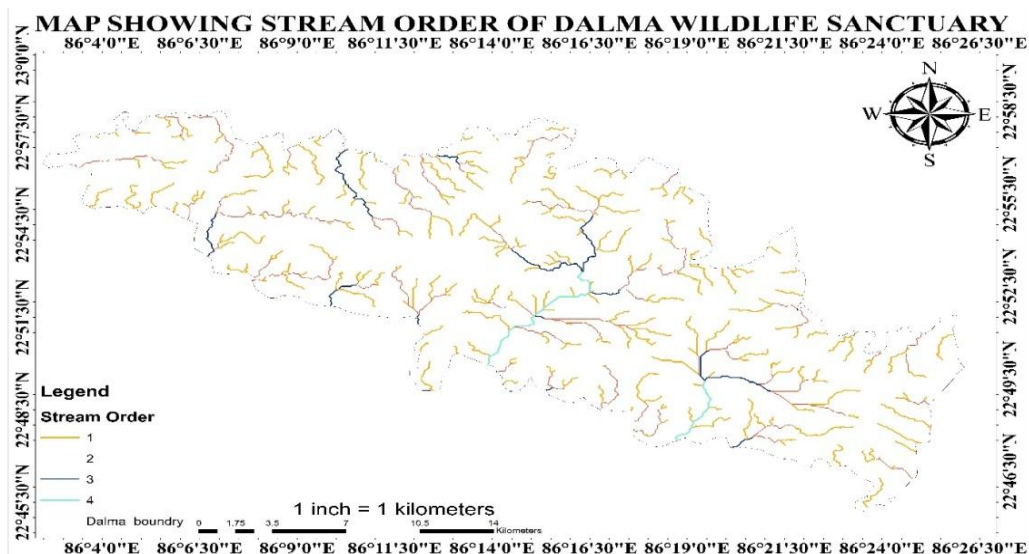 MAP SHOWING STREAM ORDER OF DALMA WILDLIFE SANCTUARY
86°4'0"E 86°6'30"E 86°9'0"E 86°11'30"E 86°14'0"E 86°16'30"E 86°19'0"E 86°21'30"E 86°24'0"E 86°26'30"E
23°0'0"N
22°57'30"N
22°54'30"N
22°51'30"N
22°48'30"N
22°45'30"N
22°58'30"N
22°55'30"N
22°52'30"N
22°49'30"N
22°46'30"N
N
W E
S
Legend
Stream Order
1
2
3
4
Dalma boundry
1 inch = 1 kilometers
0 1.75 3.5 7 10.5 14
Kilometers
86°4'0"E 86°6'30"E 86°9'0"E 86°11'30"E 86°14'0"E 86°16'30"E 86°19'0"E 86°21'30"E 86°24'0"E 86°26'30"E